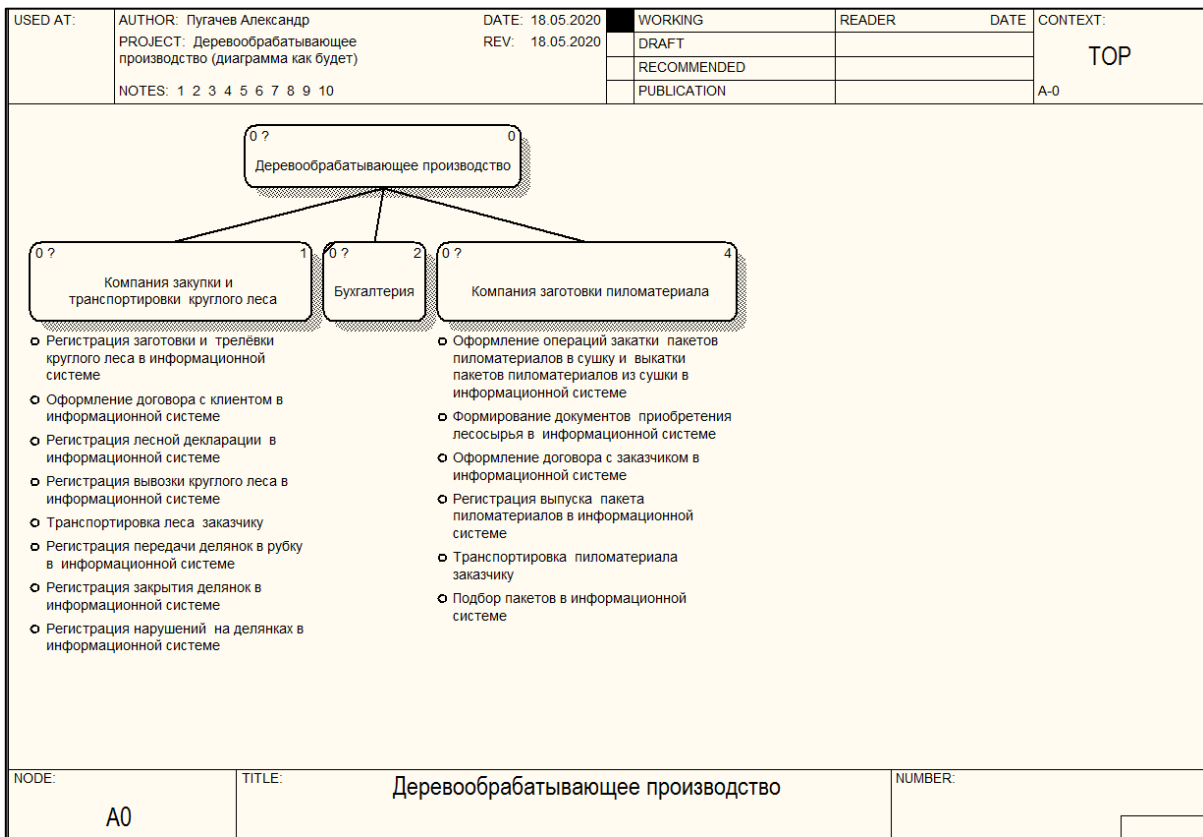 USED AT:
AUTHOR: Пугачев Александр
DATE: 18.05.2020
PROJECT: Деревообрабатывающее
производство (диаграмма как будет)
REV: 18.05.2020
NOTES: 1 2 3 4 5 6 7 8 9 10
WORKING
DRAFT
RECOMMENDED
PUBLICATION
READER
DATE
CONTEXT:
TOP
A-0
0 ?
0
Деревообрабатывающее производство
0 ?
1
Компания закупки и
транспортировки круглого леса
0 ?
2
Бухгалтерия
0 ?
4
Компания заготовки пиломатериала
Регистрация заготовки и трелёвки
круглого леса в информационной
системе
Оформление договора с клиентом в
информационной системе
Регистрация лесной декларации в
информационной системе
Регистрация вывозки круглого леса в
информационной системе
Транспортировка леса заказчику
Регистрация передачи делянок в рубку
в информационной системе
Регистрация закрытия делянок в
информационной системе
Регистрация нарушений на делянках в
информационной системе
Оформление операций закатки пакетов
пиломатериалов в сушку и выкатки
пакетов пиломатериалов из сушки в
информационной системе
Формирование документов приобретения
лесосырья в информационной системе
Оформление договора с заказчиком в
информационной системе
Регистрация выпуска пакета
пиломатериалов в информационной
системе
Транспортировка пиломатериала
заказчику
Подбор пакетов в информационной
системе
NODE:
A0
TITLE:
Деревообрабатывающее производство
NUMBER: